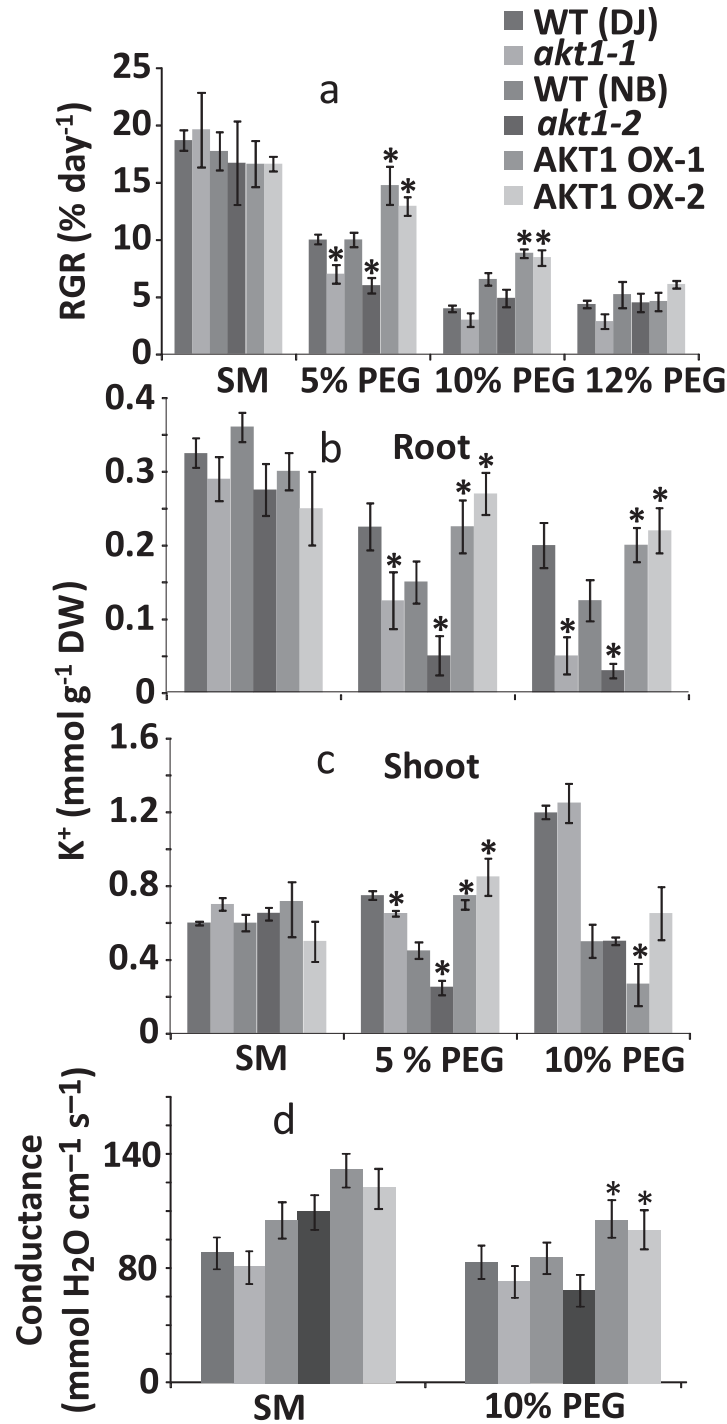 WT (DJ)
akt1-1
WT (NB)
akt1-2
AKT1 OX-1
AKT1 OX-2
a
RGR (% day⁻¹)
25
20
15
10
5
0
* * * * **
SM 5% PEG 10% PEG 12% PEG
b Root
K⁺ (mmol g⁻¹ DW)
0.4
0.3
0.2
0.1
0
* * * * * * * *
c Shoot
1.6
1.2
0.8
0.4
0
* * * * *
SM 5 % PEG 10% PEG
d
Conductance
(mmol H₂O cm⁻¹ s⁻¹)
140
80
0
* *
SM 10% PEG